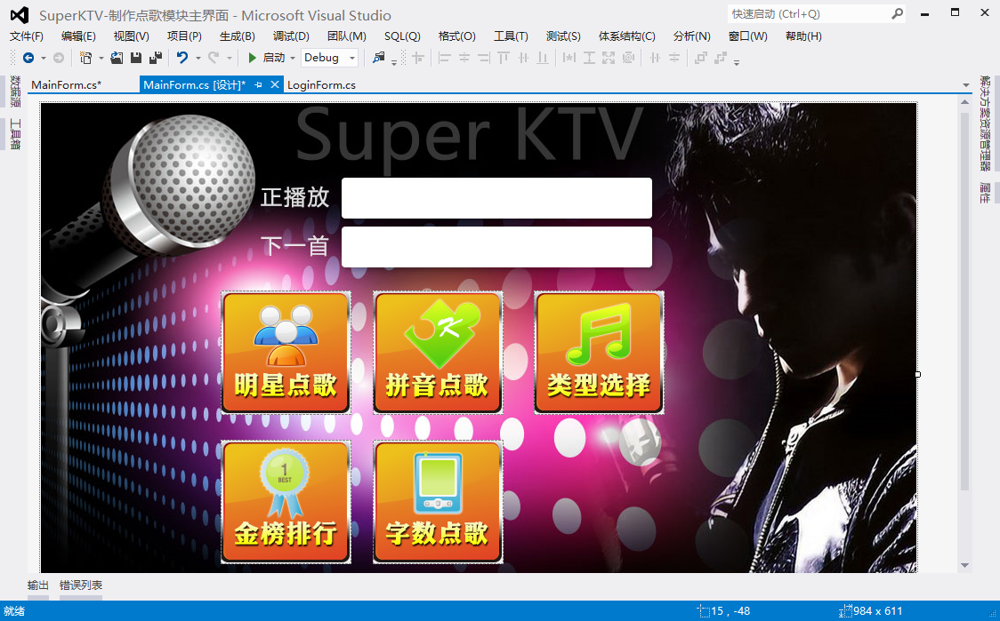 SuperKTV-制作点歌模块主界面 - Microsoft Visual Studio
快速启动 (Ctrl+Q)
文件(F) 编辑(E) 视图(V) 项目(P) 生成(B) 调试(D) 团队(M) SQL(Q) 格式(O) 工具(T) 测试(S) 体系结构(C) 分析(N) 窗口(W) 帮助(H)
启动 Debug
MainForm.cs* MainForm.cs [设计]* LoginForm.cs
数据源
工具箱
解决方案资源管理器
属性
Super KTV
正播放
下一首
K
明星点歌 拼音点歌 类型选择
1
BEST
金榜排行 字数点歌
输出 错误列表
就绪 15 , -48 984 x 611